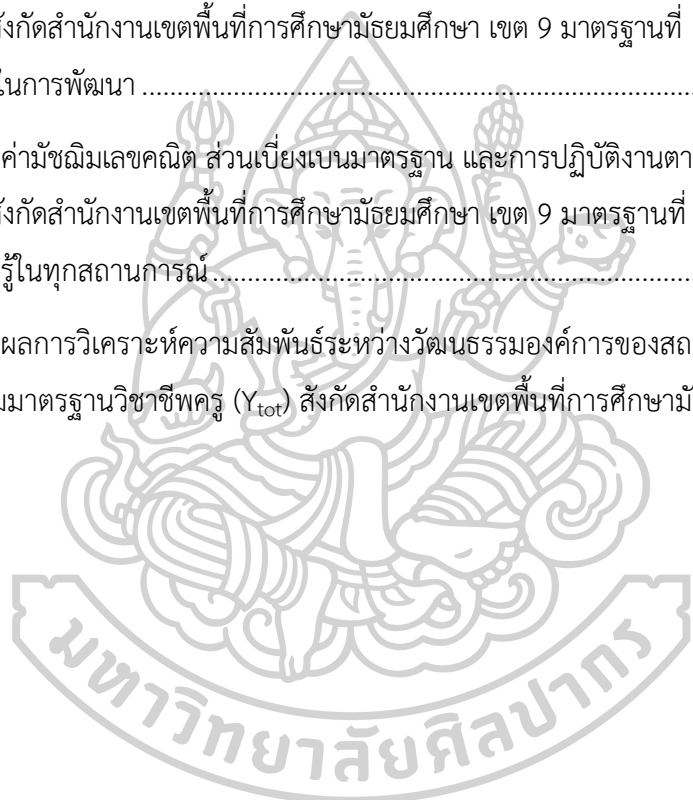 สังกัดสำนักงานเขตพื้นที่การศึกษามัธยมศึกษา เขต 9 มาตรฐานที่
ในการพัฒนา ................................................................................
ค่ามัชฌิมเลขคณิต ส่วนเบี่ยงเบนมาตรฐาน และการปฏิบัติงานตา
สังกัดสำนักงานเขตพื้นที่การศึกษามัธยมศึกษา เขต 9 มาตรฐานที่
รู้ในทุกสถานการณ์ ......................................................................
ผลการวิเคราะห์ความสัมพันธ์ระหว่างวัฒนธรรมองค์การของสถ
มมาตรฐานวิชาชีพครู (Ytot) สังกัดสำนักงานเขตพื้นที่การศึกษามั
มหาวิทยาลัยศิลปากร